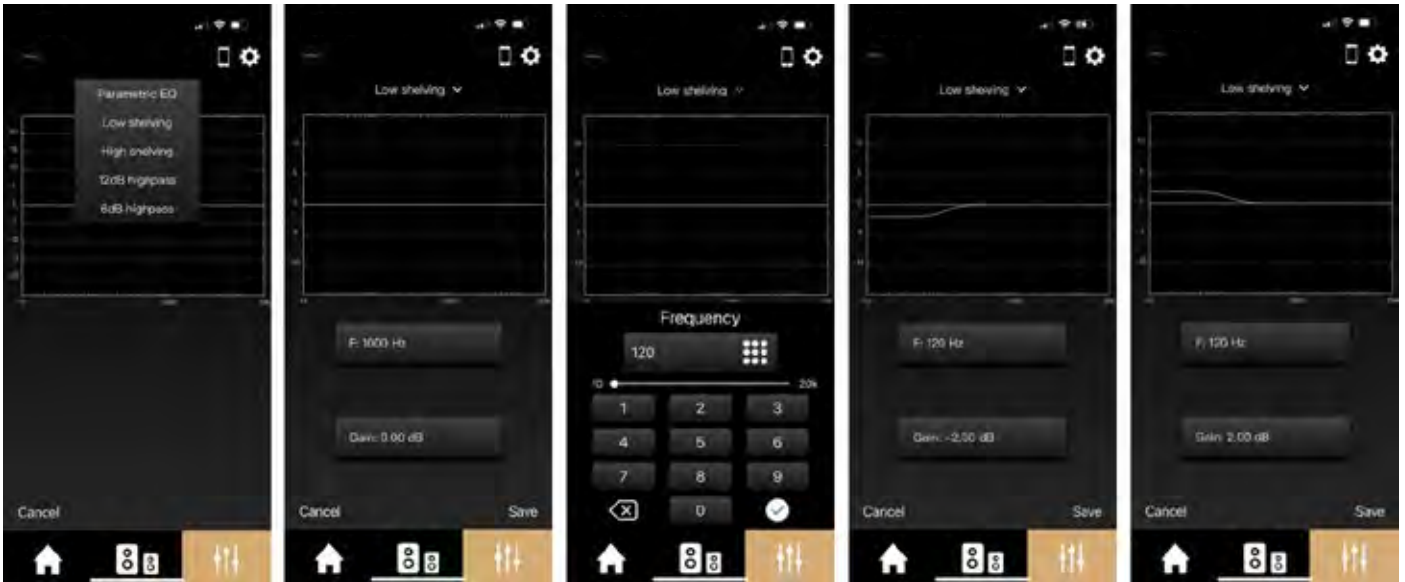 Parametric EQ
Low shelving
High shelving
12dB highpass
6dB highpass
Cancel
Low shelving
F: 1000 Hz
Gain: 0.00 dB
Cancel
Save
Low shelving
Frequency
120
20k
1 2 3
4 5 6
7 8 9
0
Low shelving
F: 120 Hz
Gain: -2.00 dB
Cancel
Save
Low shelving
F: 120 Hz
Gain: 2.00 dB
Cancel
Save